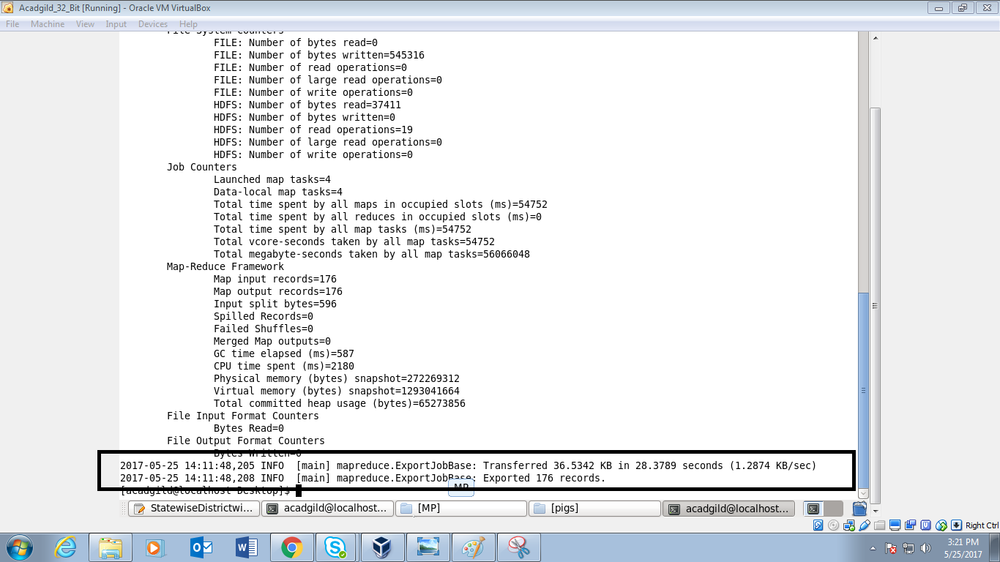 Acadgild_32_Bit [Running] - Oracle VM VirtualBox
File Machine View Input Devices Help
File System Counters
FILE: Number of bytes read=0
FILE: Number of bytes written=545316
FILE: Number of read operations=0
FILE: Number of large read operations=0
FILE: Number of write operations=0
HDFS: Number of bytes read=37411
HDFS: Number of bytes written=0
HDFS: Number of read operations=19
HDFS: Number of large read operations=0
HDFS: Number of write operations=0
Job Counters
Launched map tasks=4
Data-local map tasks=4
Total time spent by all maps in occupied slots (ms)=54752
Total time spent by all reduces in occupied slots (ms)=0
Total time spent by all map tasks (ms)=54752
Total vcore-seconds taken by all map tasks=54752
Total megabyte-seconds taken by all map tasks=56066048
Map-Reduce Framework
Map input records=176
Map output records=176
Input split bytes=596
Spilled Records=0
Failed Shuffles=0
Merged Map outputs=0
GC time elapsed (ms)=587
CPU time spent (ms)=2180
Physical memory (bytes) snapshot=272269312
Virtual memory (bytes) snapshot=1293041664
Total committed heap usage (bytes)=65273856
File Input Format Counters
Bytes Read=0
File Output Format Counters
Bytes Written=0
2017-05-25 14:11:48,205 INFO  [main] mapreduce.ExportJobBase: Transferred 36.5342 KB in 28.3789 seconds (1.2874 KB/sec)
2017-05-25 14:11:48,208 INFO  [main] mapreduce.ExportJobBase: Exported 176 records.
[acadgild@localhost Desktop]$
MP
StatewiseDistrictwi... acadgild@localhost... [MP] [pigs] acadgild@localhost...
Right Ctrl
3:21 PM
5/25/2017